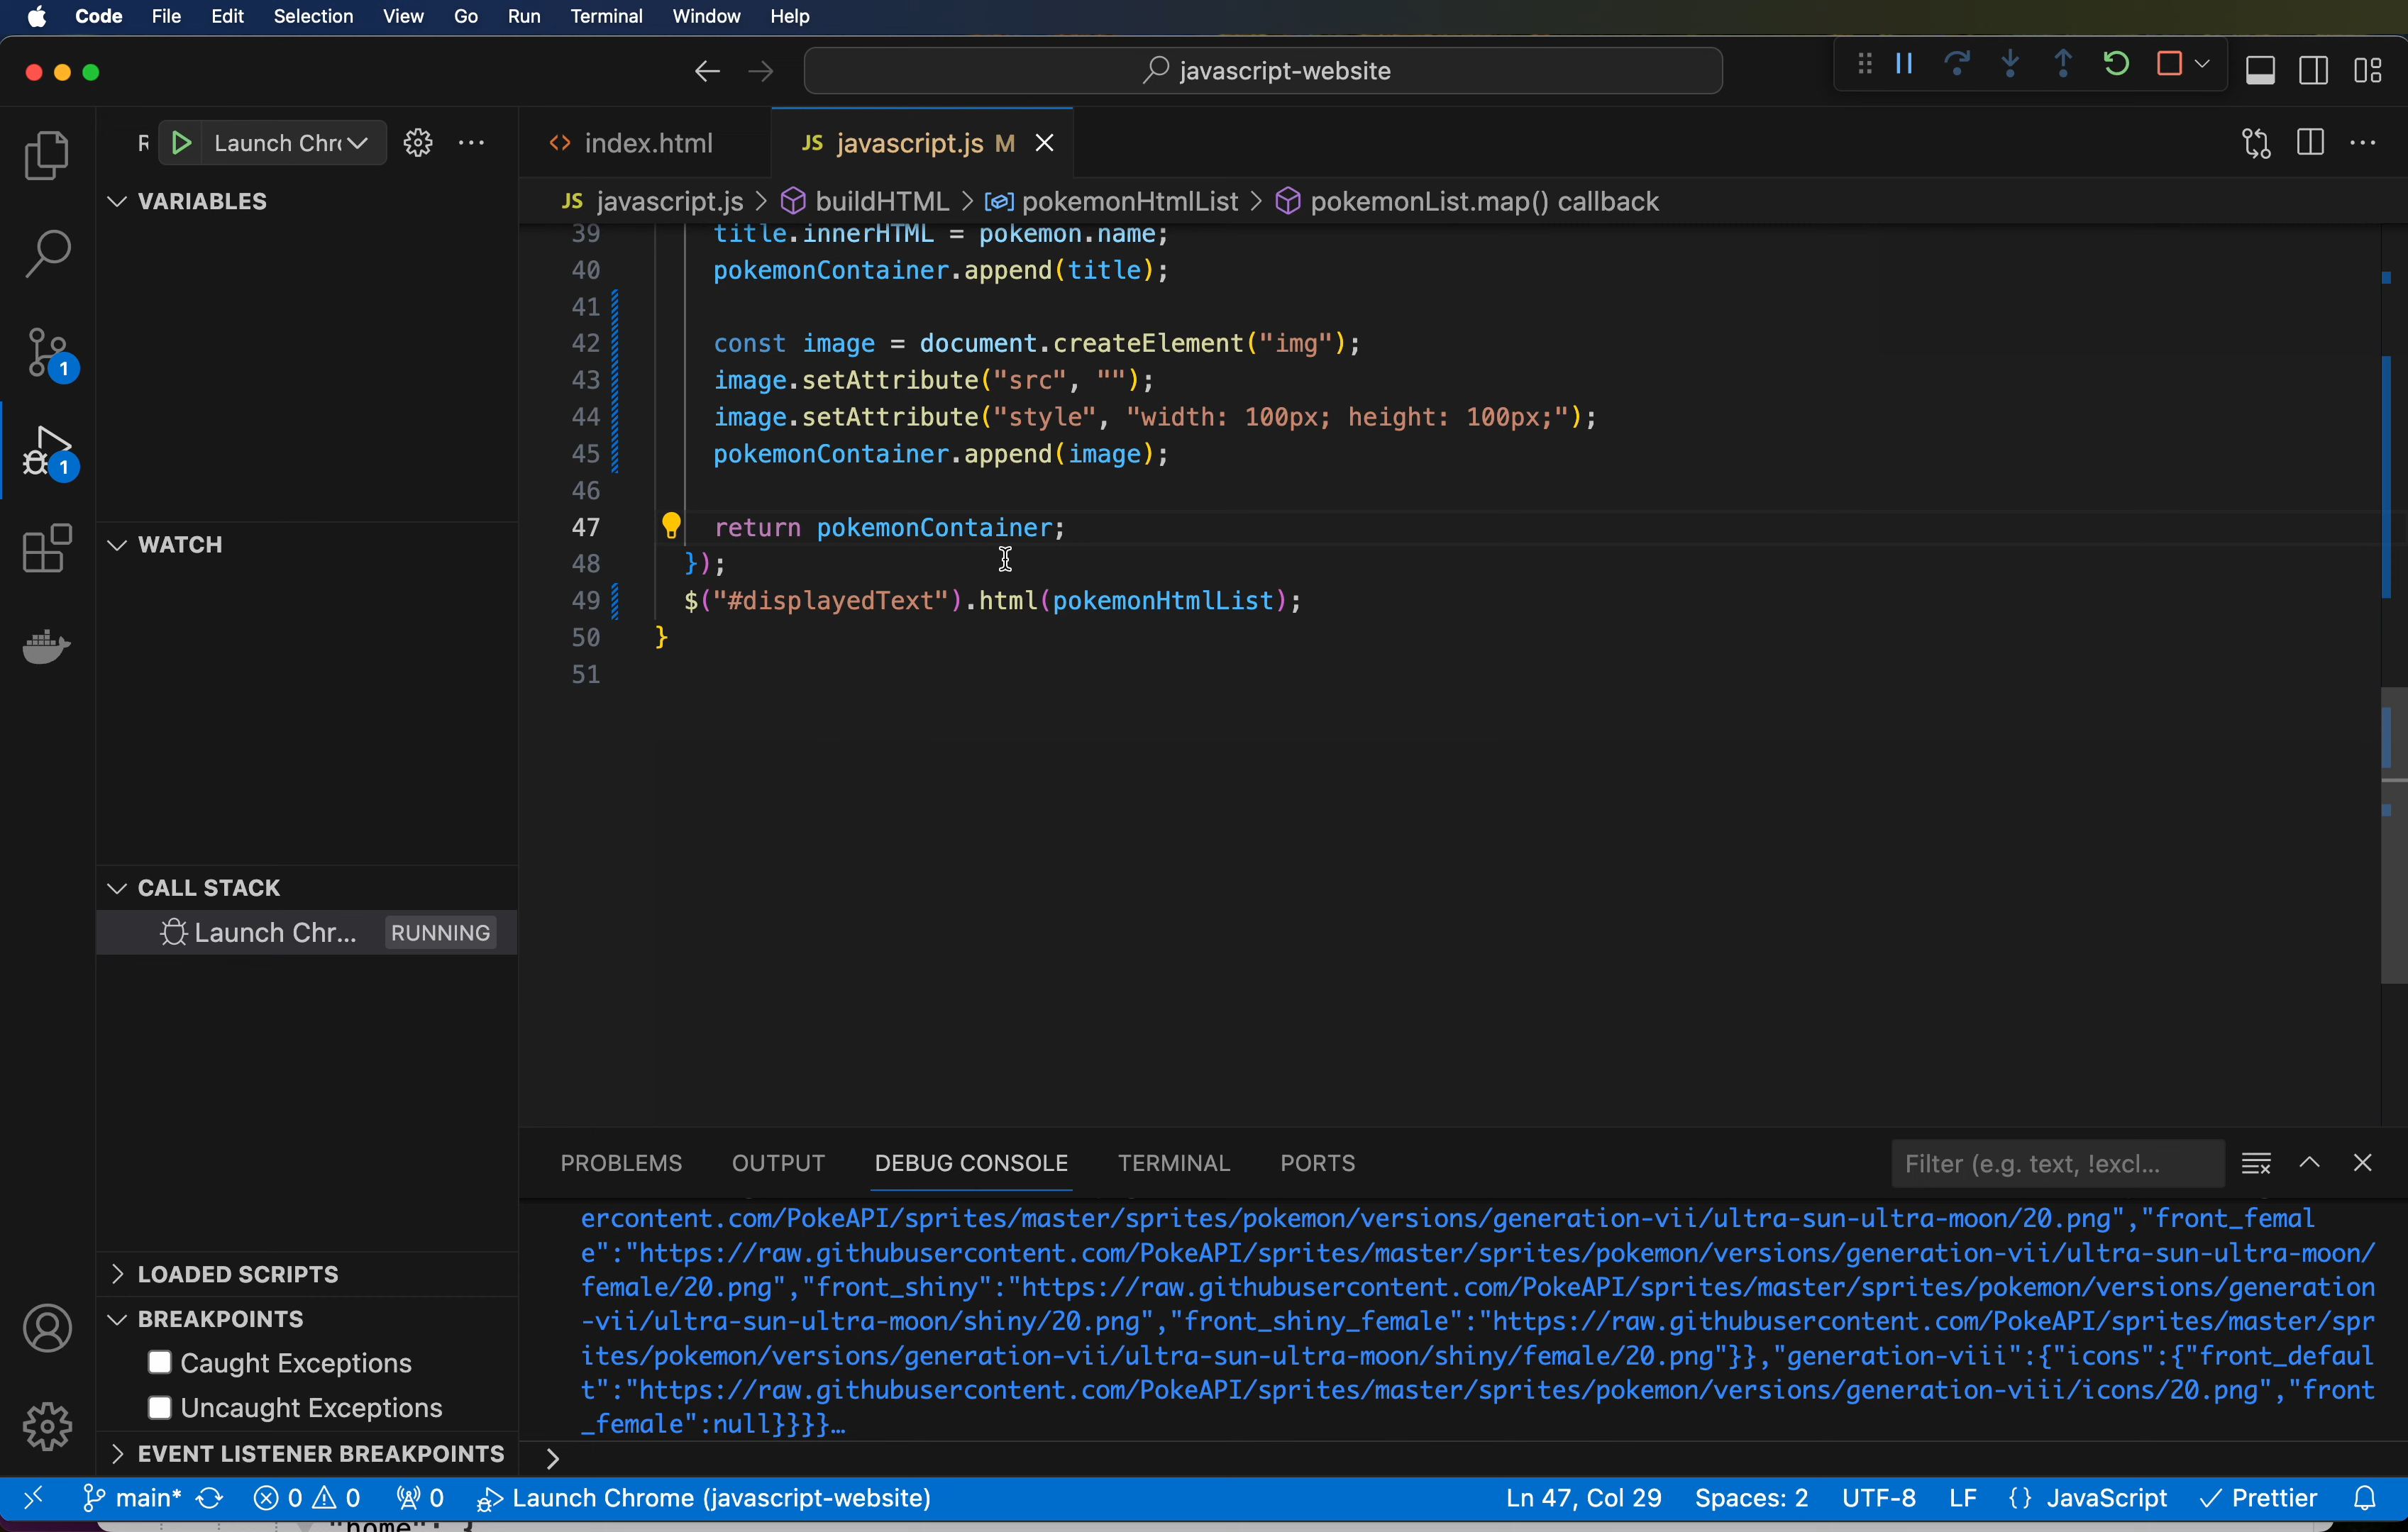 Code File Edit Selection View Go Run Terminal Window Help
javascript-website
R Launch Chr
index.html
JS javascript.js M
JS javascript.js > buildHTML > pokemonHtmlList > pokemonList.map() callback
VARIABLES
WATCH
CALL STACK
Launch Chr... RUNNING
LOADED SCRIPTS
BREAKPOINTS
Caught Exceptions
Uncaught Exceptions
EVENT LISTENER BREAKPOINTS
1
1
39 title.innerHTML = pokemon.name;
40 pokemonContainer.append(title);
41
42 const image = document.createElement("img");
43 image.setAttribute("src", "");
44 image.setAttribute("style", "width: 100px; height: 100px;");
45 pokemonContainer.append(image);
46
47 return pokemonContainer;
48 });
49 $("#displayedText").html(pokemonHtmlList);
50 }
51
PROBLEMS OUTPUT DEBUG CONSOLE TERMINAL PORTS
Filter (e.g. text, !excl...
ercontent.com/PokeAPI/sprites/master/sprites/pokemon/versions/generation-vii/ultra-sun-ultra-moon/20.png","front_femal
e":"https://raw.githubusercontent.com/PokeAPI/sprites/master/sprites/pokemon/versions/generation-vii/ultra-sun-ultra-moon/
female/20.png","front_shiny":"https://raw.githubusercontent.com/PokeAPI/sprites/master/sprites/pokemon/versions/generation
-vii/ultra-sun-ultra-moon/shiny/20.png","front_shiny_female":"https://raw.githubusercontent.com/PokeAPI/sprites/master/spr
ites/pokemon/versions/generation-vii/ultra-sun-ultra-moon/shiny/female/20.png"}},"generation-viii":{"icons":{"front_defaul
t":"https://raw.githubusercontent.com/PokeAPI/sprites/master/sprites/pokemon/versions/generation-viii/icons/20.png","front
_female":null}}}}…
>
main* 0 0 0 Launch Chrome (javascript-website) Ln 47, Col 29 Spaces: 2 UTF-8 LF {} JavaScript Prettier
"home": {